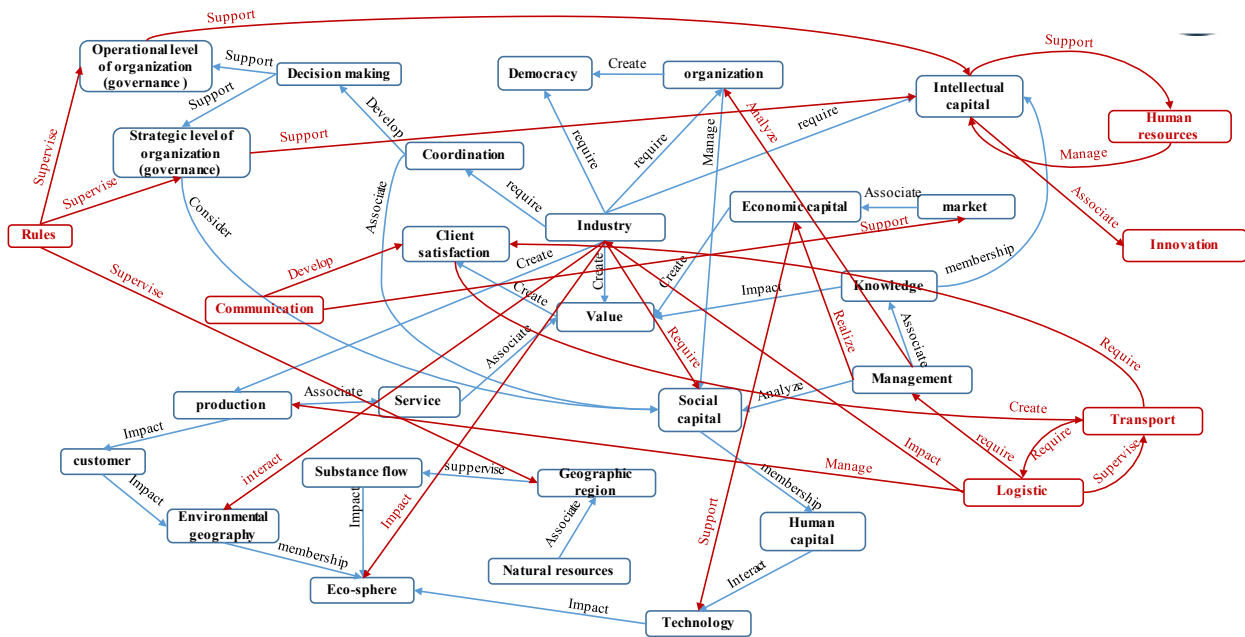 Support
Operational level
of organization
(governance )
Support
Decision making
Democracy
Create
organization
Support
Intellectual
capital
Human
resources
Manage
Support
Strategic level of
organization
(governance)
Support
Develop
Coordination
require
require
Manage
Analyze
require
Supervise
Supervise
Consider
Associate
require
Industry
Economic capital
Associate
market
Support
Associate
Innovation
Rules
Supervise
Client
satisfaction
Develop
Communication
Create
Create
Create
Create
Value
Impact
Knowledge
membership
Realize
Associate
Require
Associate
Require
Management
Analyze
production
Associate
Service
Social
capital
Create
Transport
Impact
customer
Impact
interact
Substance flow
suppervise
Geographic
region
membership
Manage
Impact
require
Require
Supervise
Logistic
Environmental
geography
Impact
Impact
Associate
Support
Human
capital
membership
Natural resources
Interact
Eco-sphere
Impact
Technology